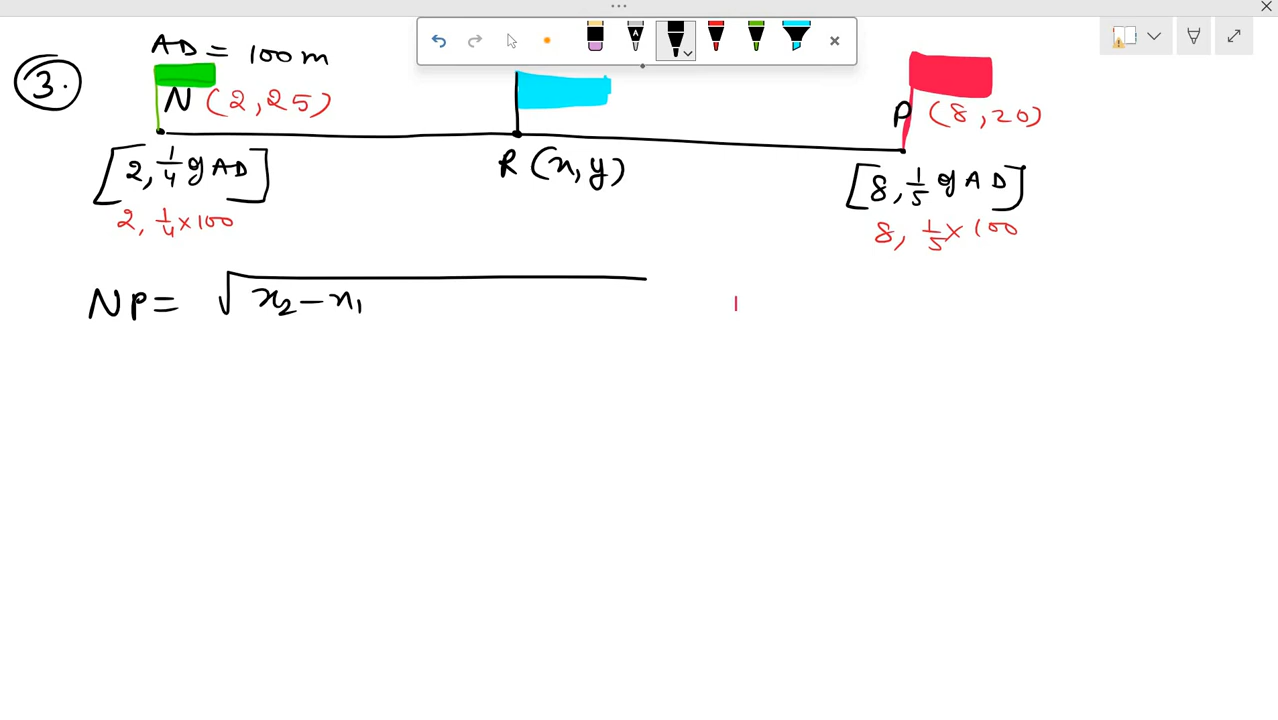 3.
AD = 100m
N (2,25)
P (8,20)
R (x, y)
[2, 1/4 of AD]
[8, 1/5 of AD]
2, 1/4 × 100
8, 1/5 × 100
NP = √x₂ - x₁